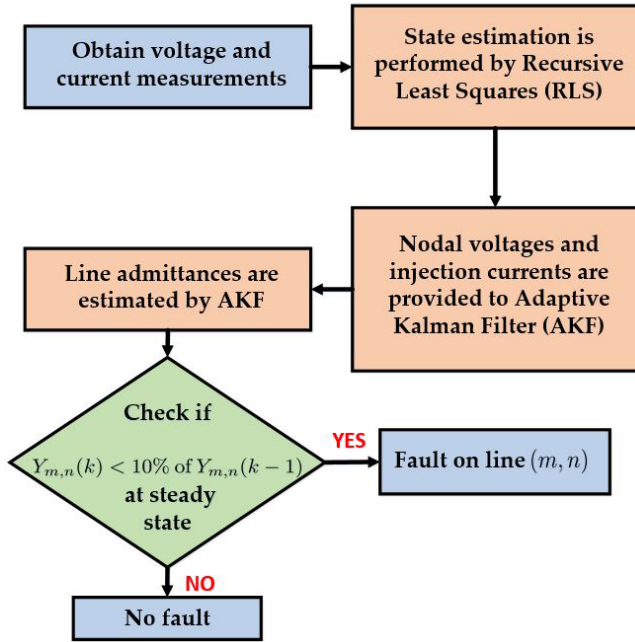 Obtain voltage and
current measurements
State estimation is
performed by Recursive
Least Squares (RLS)
Nodal voltages and
injection currents are
provided to Adaptive
Kalman Filter (AKF)
Line admittances are
estimated by AKF
Check if
Y_{m,n}(k) < 10% of Y_{m,n}(k − 1)
at steady
state
YES
Fault on line (m, n)
NO
No fault